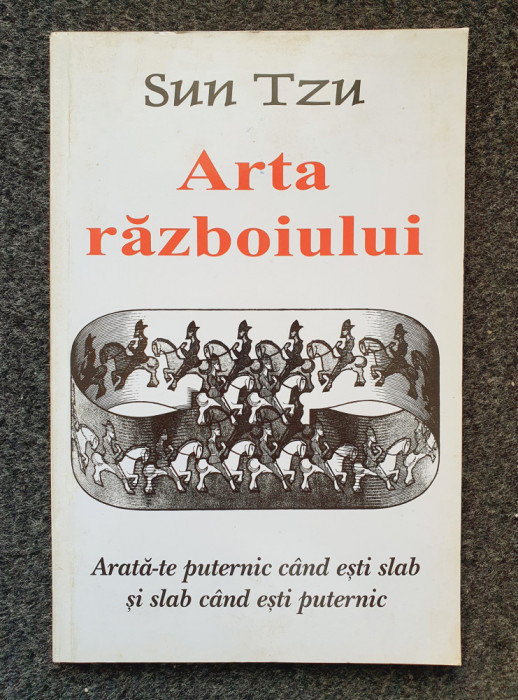 Sun Tzu
Arta
războiului
Arată-te puternic când ești slab
și slab când ești puternic